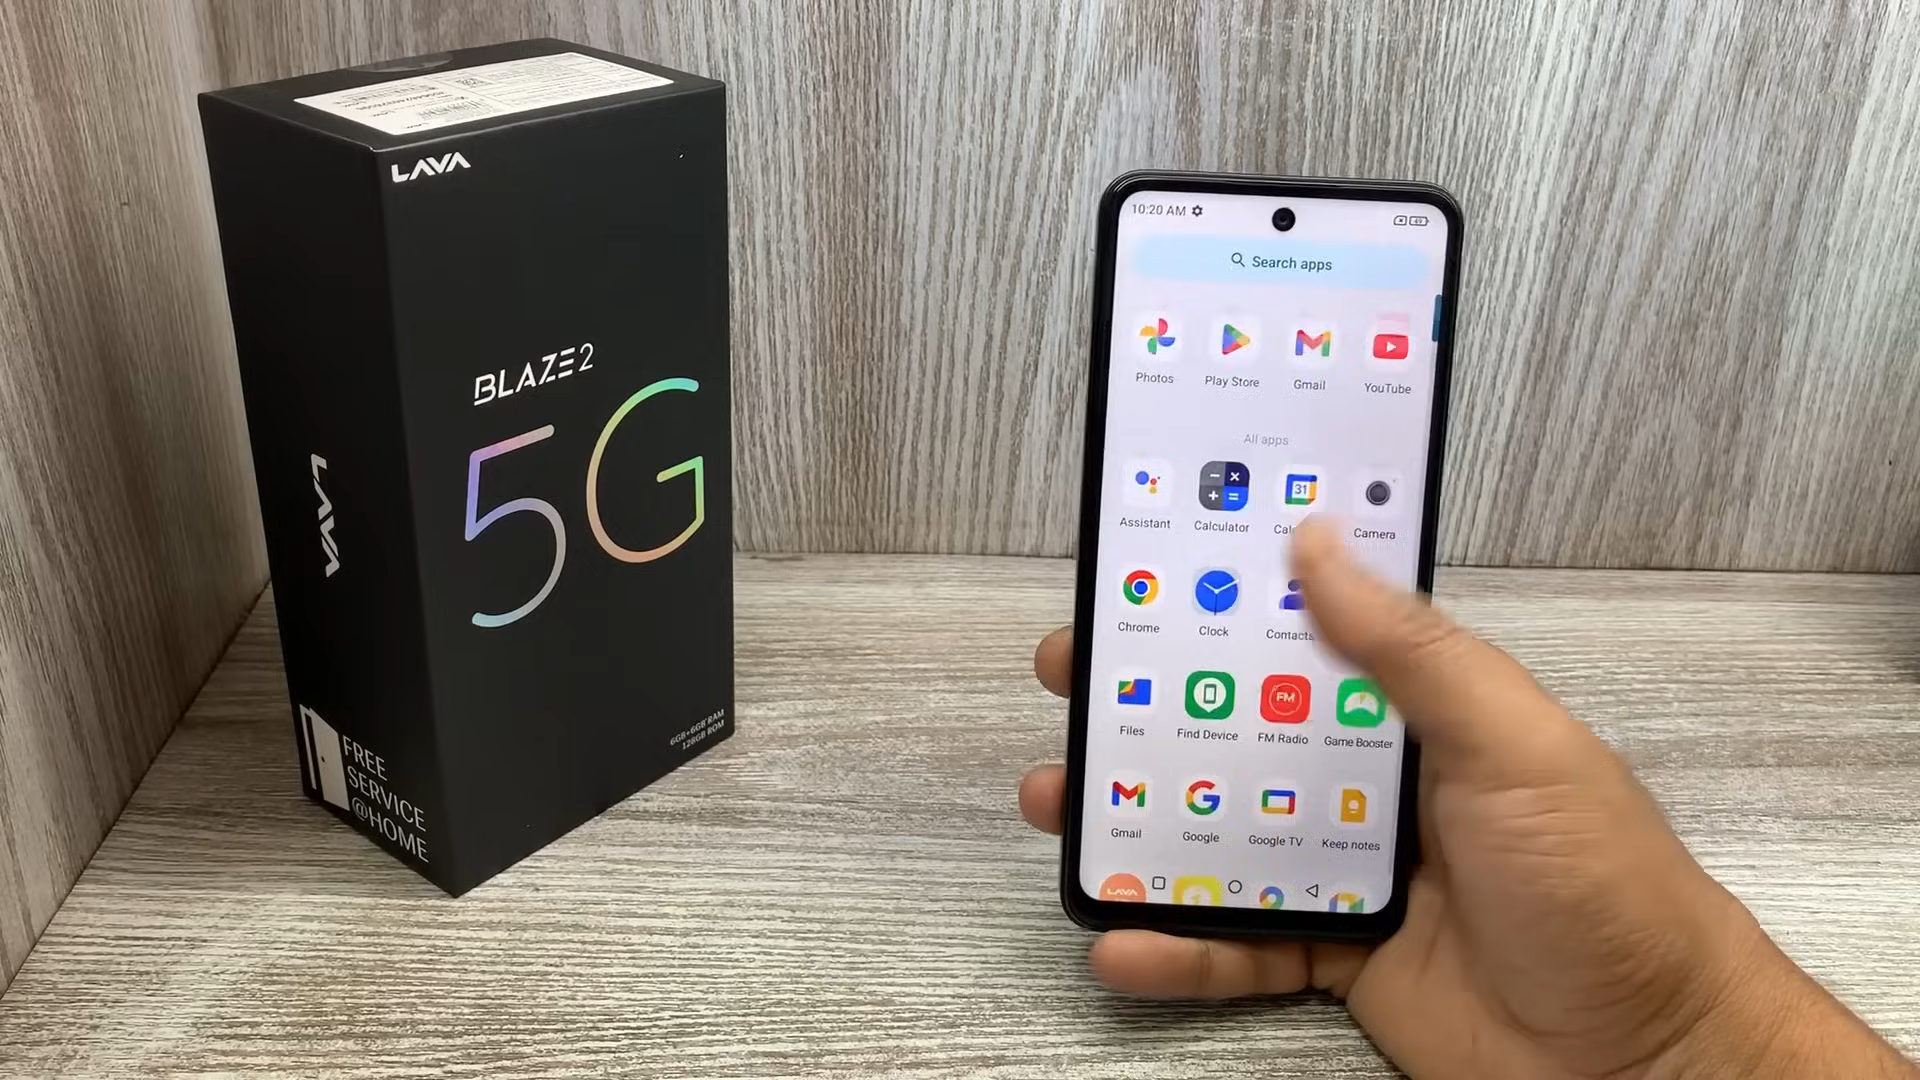 LAVA
BLAZE 2
5G
LAVA
6GB+6GB*RAM
128GB ROM
FREE
SERVICE
@HOME
10:20 AM
49
Search apps
Photos
Play Store
Gmail
YouTube
All apps
31
Assistant
Calculator
Camera
Chrome
Clock
Contacts
FM
Files
Find Device
FM Radio
Game Booster
Gmail
Google
Google TV
Keep notes
LAVA